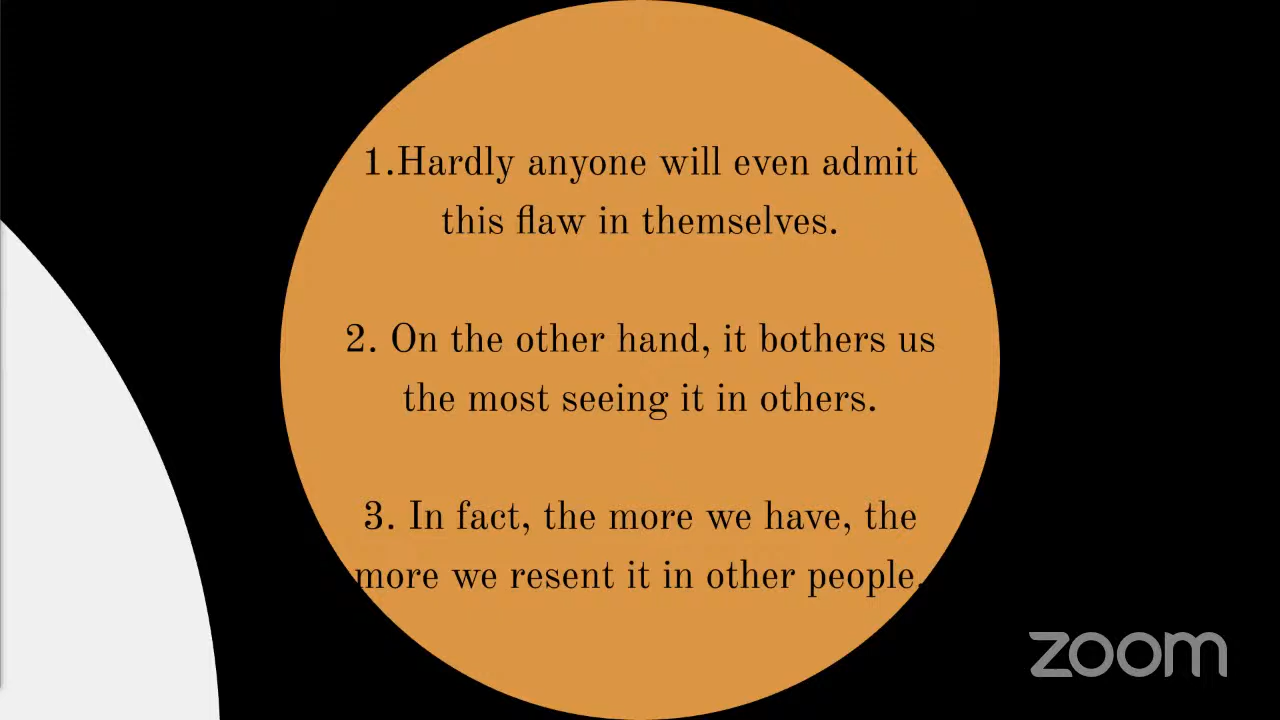 1.Hardly anyone will even admit
this flaw in themselves.
2. On the other hand, it bothers us
the most seeing it in others.
3. In fact, the more we have, the
more we resent it in other people.
zoom